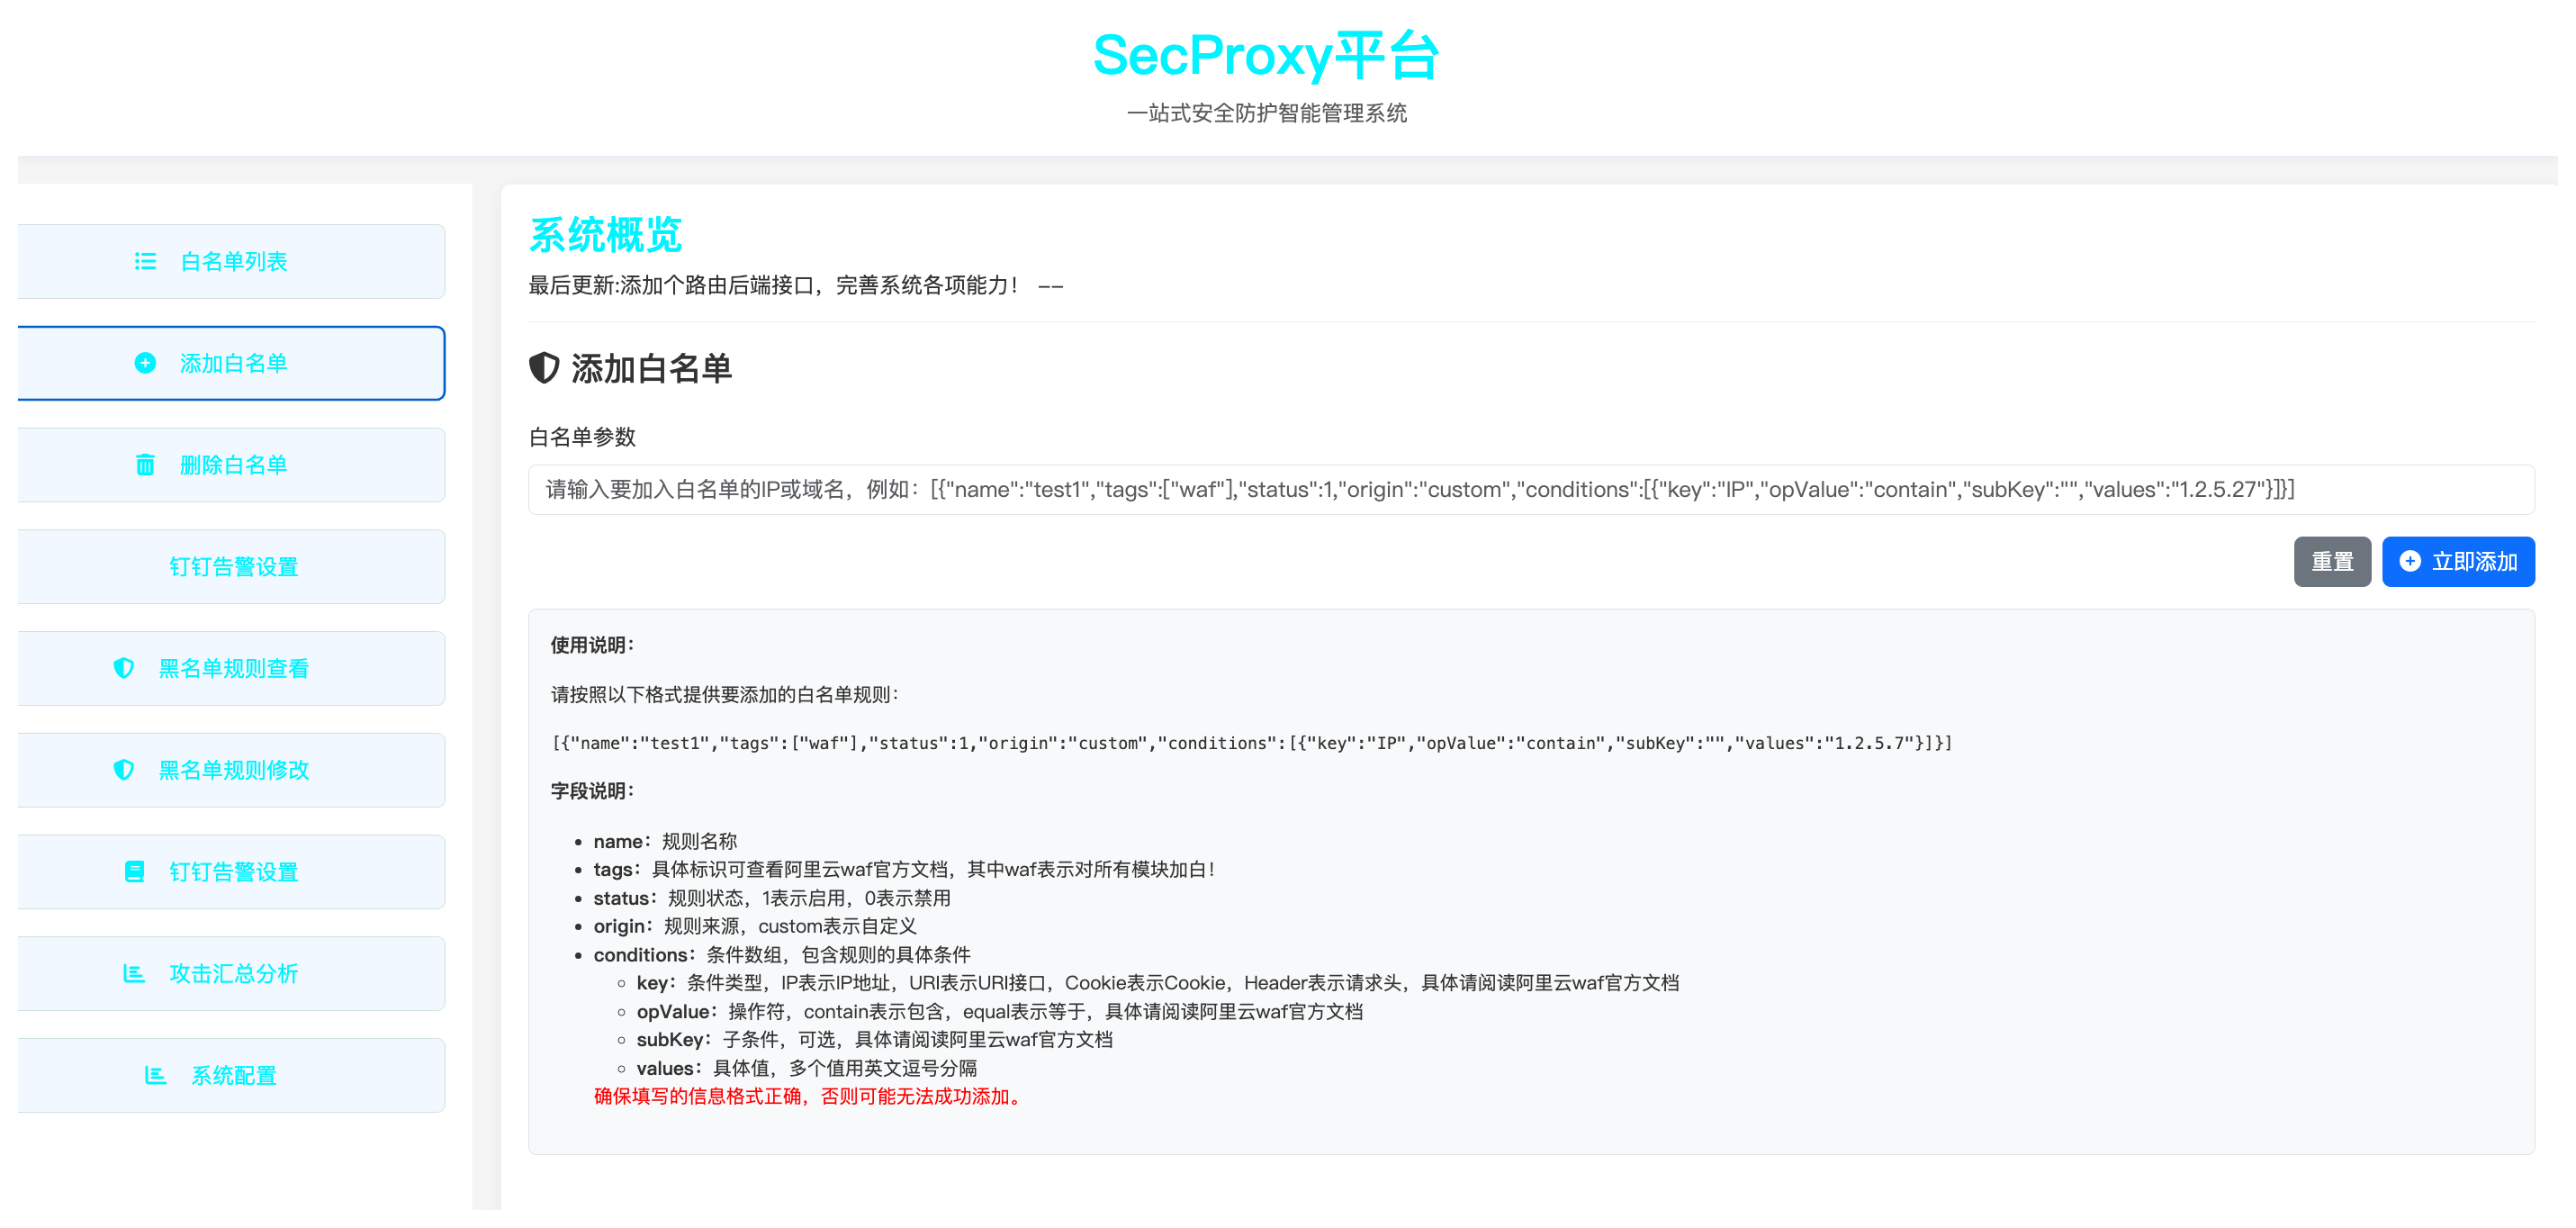 SecProxy平台
一站式安全防护智能管理系统
白名单列表
添加白名单
删除白名单
钉钉告警设置
黑名单规则查看
黑名单规则修改
钉钉告警设置
攻击汇总分析
系统配置
系统概览
最后更新:添加个路由后端接口，完善系统各项能力！ --
添加白名单
白名单参数
请输入要加入白名单的IP或域名，例如：[{"name":"test1","tags":["waf"],"status":1,"origin":"custom","conditions":[{"key":"IP","opValue":"contain","subKey":"","values":"1.2.5.27"}]}]
重置
立即添加
使用说明：
请按照以下格式提供要添加的白名单规则：
[{"name":"test1","tags":["waf"],"status":1,"origin":"custom","conditions":[{"key":"IP","opValue":"contain","subKey":"","values":"1.2.5.7"}]}]
字段说明：
• name：规则名称
• tags：具体标识可查看阿里云waf官方文档，其中waf表示对所有模块加白！
• status：规则状态，1表示启用，0表示禁用
• origin：规则来源，custom表示自定义
• conditions：条件数组，包含规则的具体条件
◦ key：条件类型，IP表示IP地址，URI表示URI接口，Cookie表示Cookie，Header表示请求头，具体请阅读阿里云waf官方文档
◦ opValue：操作符，contain表示包含，equal表示等于，具体请阅读阿里云waf官方文档
◦ subKey：子条件，可选，具体请阅读阿里云waf官方文档
◦ values：具体值，多个值用英文逗号分隔
确保填写的信息格式正确，否则可能无法成功添加。